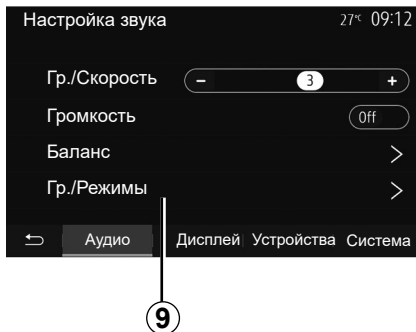 Настройка звука 27°C 09:12
Гр./Скорость - 3 +
Громкость Off
Баланс >
Гр./Режимы >
Аудио Дисплей Устройства Система
9